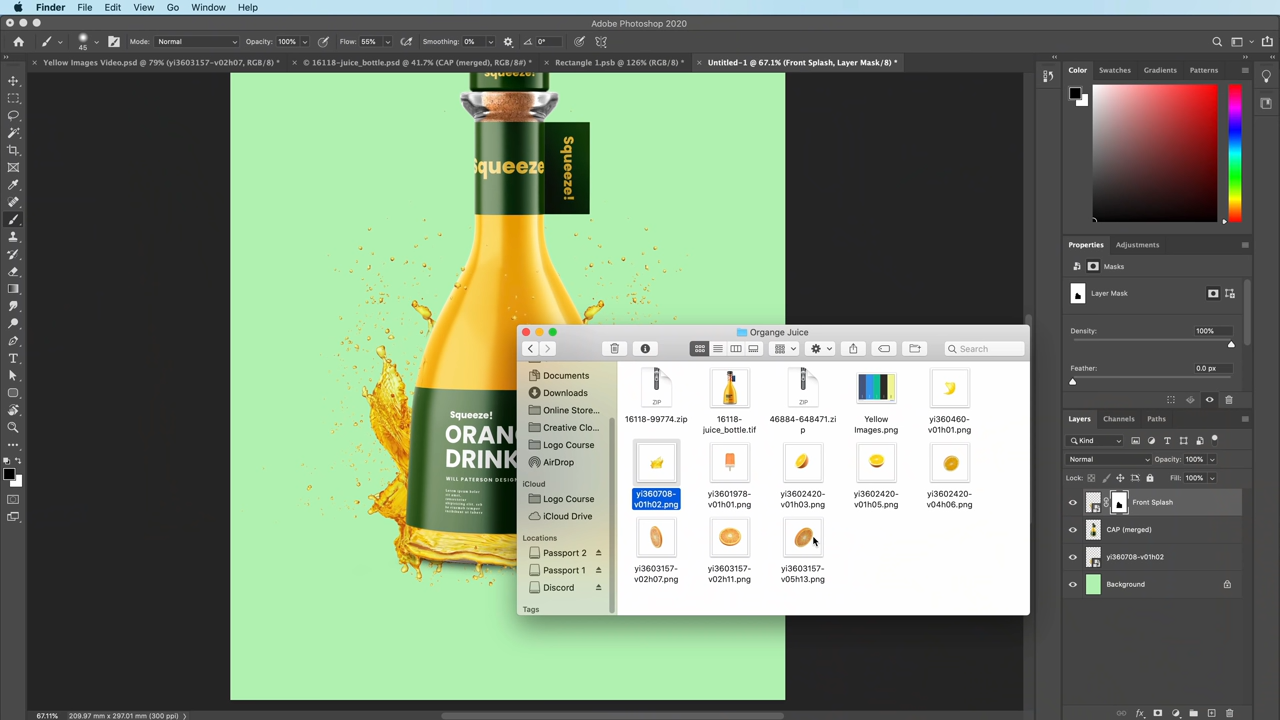 Finder File Edit View Go Window Help
Adobe Photoshop 2020
45 Mode: Normal Opacity: 100% Flow: 55% Smoothing: 0% 0°
Yellow Images Video.psd @ 79% (yi3603157-v02h07, RGB/8) *
© 16118-juice_bottle.psd @ 41.7% (CAP (merged), RGB/8#) *
Rectangle 1.psb @ 126% (RGB/8) *
Untitled-1 @ 67.1% (Front Splash, Layer Mask/8) *
Color Swatches Gradients Patterns
squeeze!
Squeeze!
Squeeze!
Squeeze!
ORAN
DRINK
WILL PATERSON DESIGN
Organge Juice
Search
Documents
Downloads
Online Store...
Creative Clo...
Logo Course
AirDrop
iCloud
Logo Course
iCloud Drive
Locations
Passport 2
Passport 1
Discord
Tags
ZIP
ZIP
16118-99774.zip
16118-
juice_bottle.tif
46884-648471.zi
p
Yellow
Images.png
yi360460-
v01h01.png
yi360708-
v01h02.png
yi3601978-
v01h01.png
yi3602420-
v01h03.png
yi3602420-
v01h05.png
yi3602420-
v04h06.png
yi3603157-
v02h07.png
yi3603157-
v02h11.png
yi3603157-
v05h13.png
Properties Adjustments
Masks
Layer Mask
Density: 100%
Feather: 0.0 px
Layers Channels Paths
Kind
Normal Opacity: 100%
Lock: Fill: 100%
Front Splash
CAP (merged)
yi360708-v01h02
Background
fx
67.11% 209.97 mm x 297.01 mm (300 ppi)